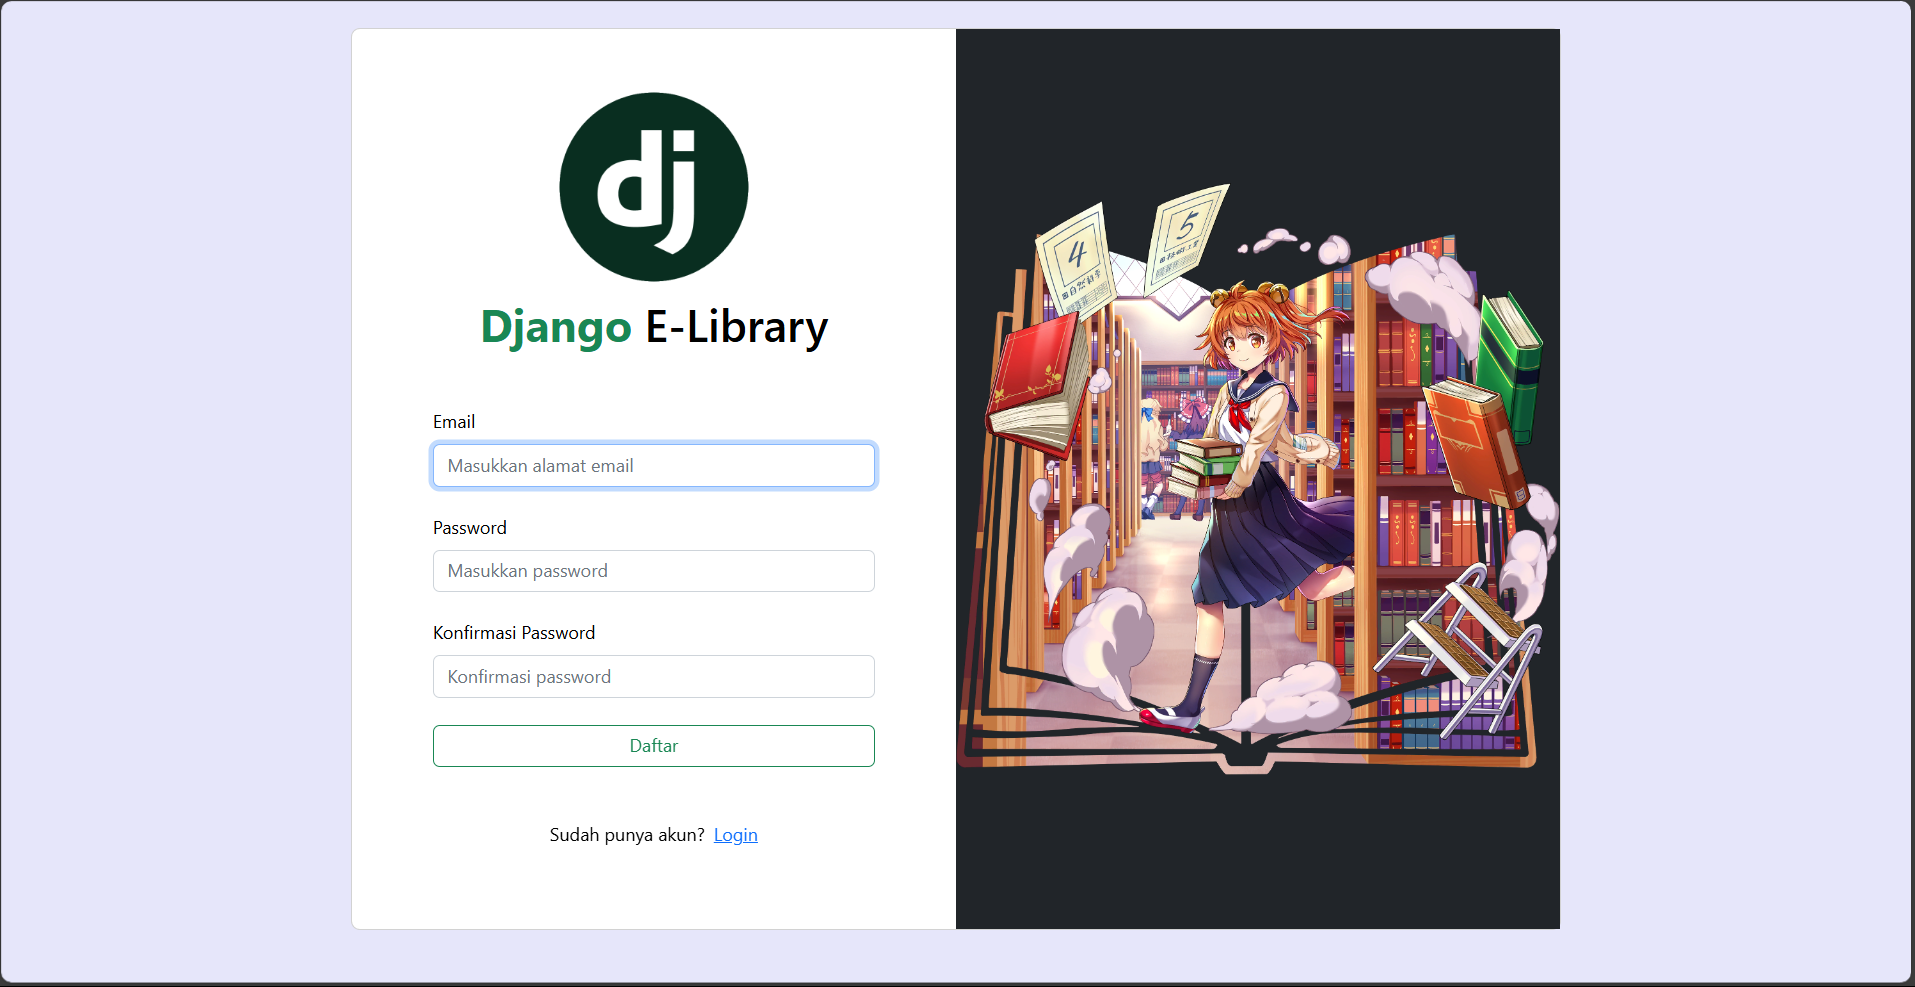 dj
Django E-Library
Email
Masukkan alamat email
Password
Masukkan password
Konfirmasi Password
Konfirmasi password
Daftar
Sudah punya akun? Login
4
5